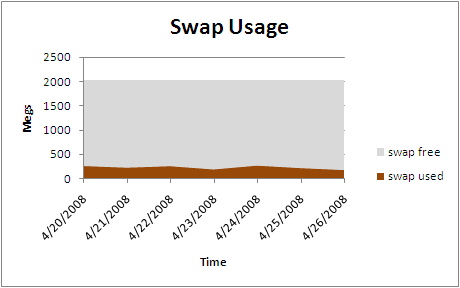 Swap Usage
2500
2000
1500
1000
500
0
Megs
4/20/2008
4/21/2008
4/22/2008
4/23/2008
4/24/2008
4/25/2008
4/26/2008
Time
swap free
swap used